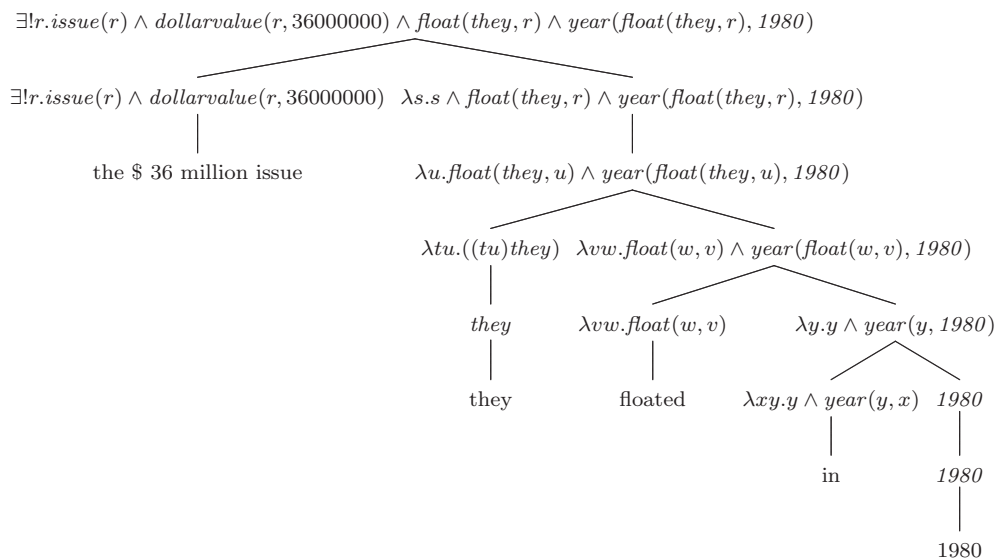 ∃!r.issue(r) ∧ dollarvalue(r, 36000000) ∧ float(they, r) ∧ year(float(they, r), 1980)
∃!r.issue(r) ∧ dollarvalue(r, 36000000) λs.s ∧ float(they, r) ∧ year(float(they, r), 1980)
the $ 36 million issue λu.float(they, u) ∧ year(float(they, u), 1980)
λtu.((tu)they) λvw.float(w, v) ∧ year(float(w, v), 1980)
they λvw.float(w, v) λy.y ∧ year(y, 1980)
they floated λxy.y ∧ year(y, x) 1980
in 1980
1980